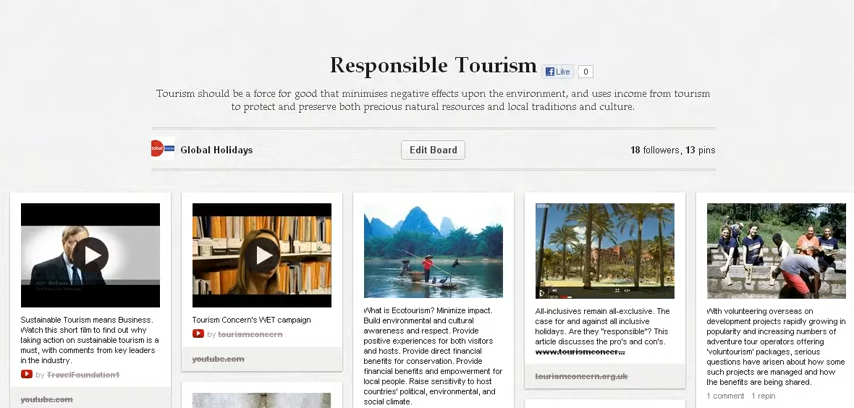 Responsible Tourism
Like 0
Tourism should be a force for good that minimises negative effects upon the environment, and uses income from tourism
to protect and preserve both precious natural resources and local traditions and culture.
Global Holidays
Edit Board
18 followers, 13 pins
Sustainable Tourism means Business.
Watch this short film to find out why
taking action on sustainable tourism is a
must, with comments from key leaders
in the industry.
by TravelFoundation1
youtube.com
Tourism Concern's WET campaign
by tourismconcern
youtube.com
What is Ecotourism? Minimize impact.
Build environmental and cultural
awareness and respect. Provide
positive experiences for both visitors
and hosts. Provide direct financial
benefits for conservation. Provide
financial benefits and empowerment for
local people. Raise sensitivity to host
countries' political, environmental, and
social climate.
All-inclusives remain all-exclusive. The
case for and against all inclusive
holidays. Are they "responsible"? This
article discusses the pro's and con's.
www.tourismconcer...
tourismconcern.org.uk
With volunteering overseas on
development projects rapidly growing in
popularity and increasing numbers of
adventure tour operators offering
'voluntourism' packages, serious
questions have arisen about how some
such projects are managed and how
the benefits are being shared.
1 comment 1 repin